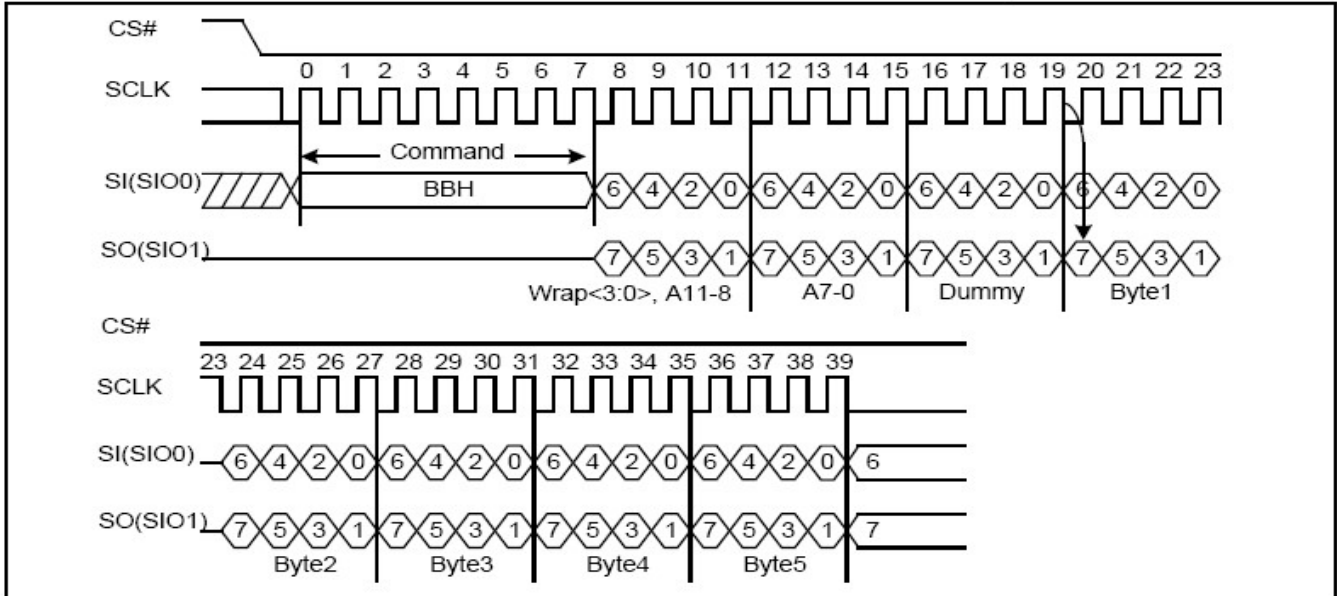 CS#
0 1 2 3 4 5 6 7 8 9 10 11 12 13 14 15 16 17 18 19 20 21 22 23
SCLK
Command
SI(SIO0) BBH 6 4 2 0 6 4 2 0 6 4 2 0 6 4 2 0
SO(SIO1) 7 5 3 1 7 5 3 1 7 5 3 1 7 5 3 1
Wrap<3:0>, A11-8 A7-0 Dummy Byte1
CS#
23 24 25 26 27 28 29 30 31 32 33 34 35 36 37 38 39
SCLK
SI(SIO0) 6 4 2 0 6 4 2 0 6 4 2 0 6 4 2 0 6
SO(SIO1) 7 5 3 1 7 5 3 1 7 5 3 1 7 5 3 1 7
Byte2 Byte3 Byte4 Byte5